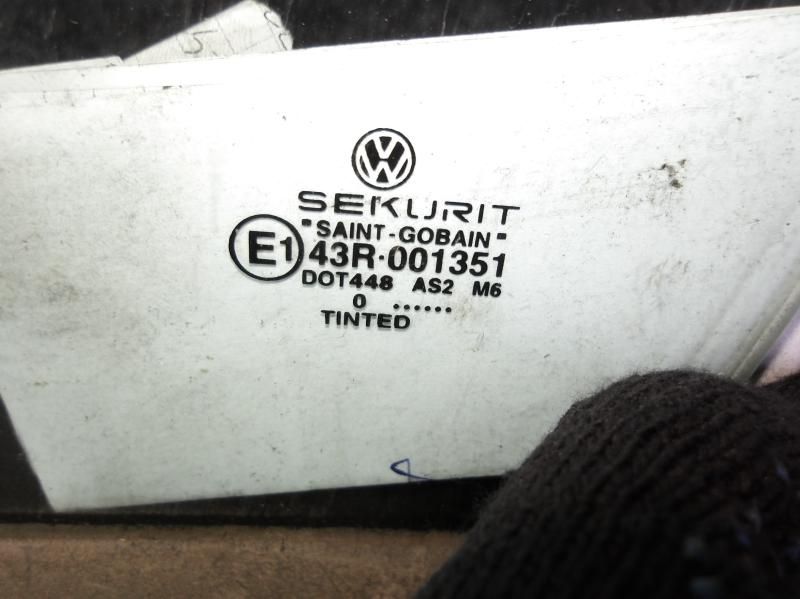 SEKURIT
"SAINT-GOBAIN"
E1 43R·001351
DOT448 AS2 M6
0 ......
TINTED